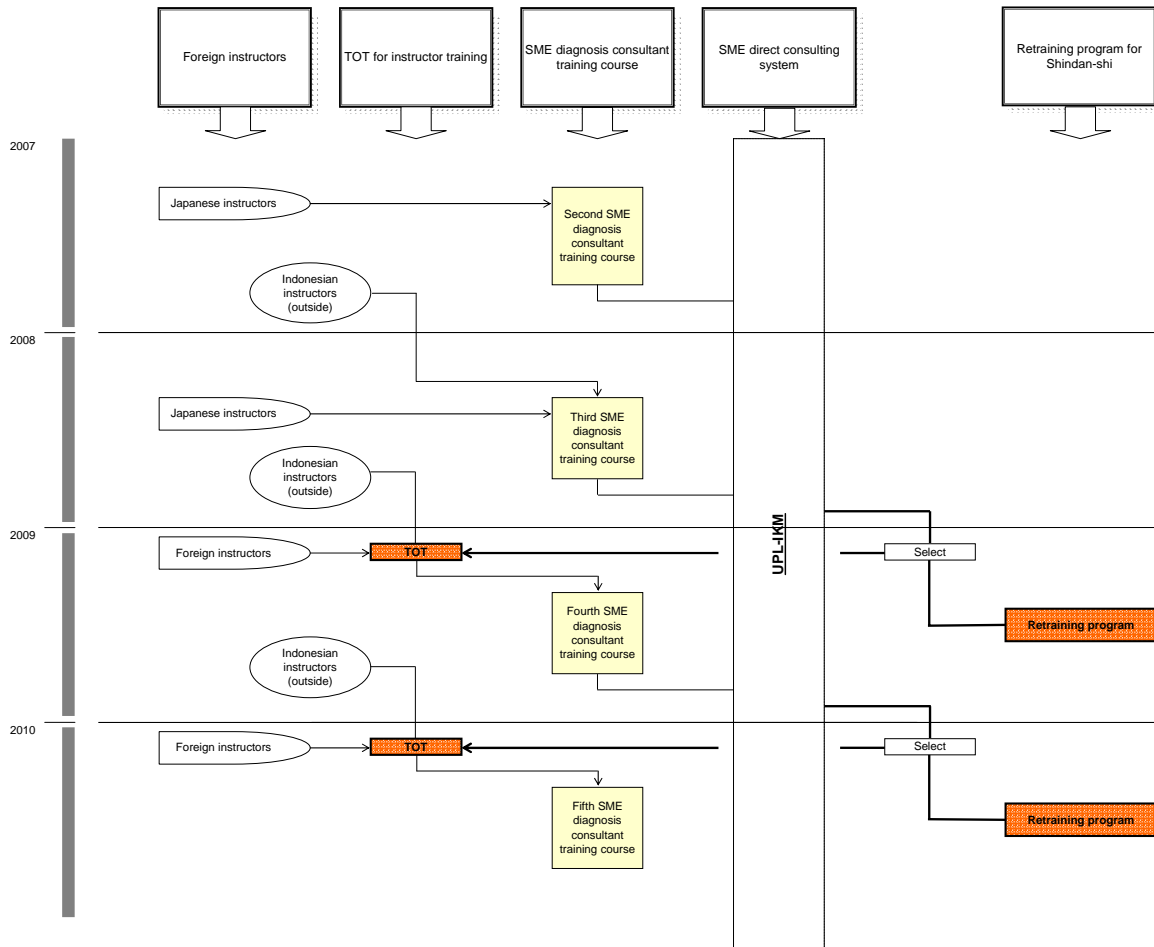 Foreign instructors
TOT for instructor training
SME diagnosis consultant
training course
SME direct consulting
system
Retraining program for
Shindan-shi
2007
Japanese instructors
Second SME
diagnosis
consultant
training course
Indonesian
instructors
(outside)
2008
Japanese instructors
Third SME
diagnosis
consultant
training course
Indonesian
instructors
(outside)
2009
Foreign instructors
TOT
UPL-IKM
Select
Fourth SME
diagnosis
consultant
training course
Retraining program
Indonesian
instructors
(outside)
2010
Foreign instructors
TOT
Select
Fifth SME
diagnosis
consultant
training course
Retraining program